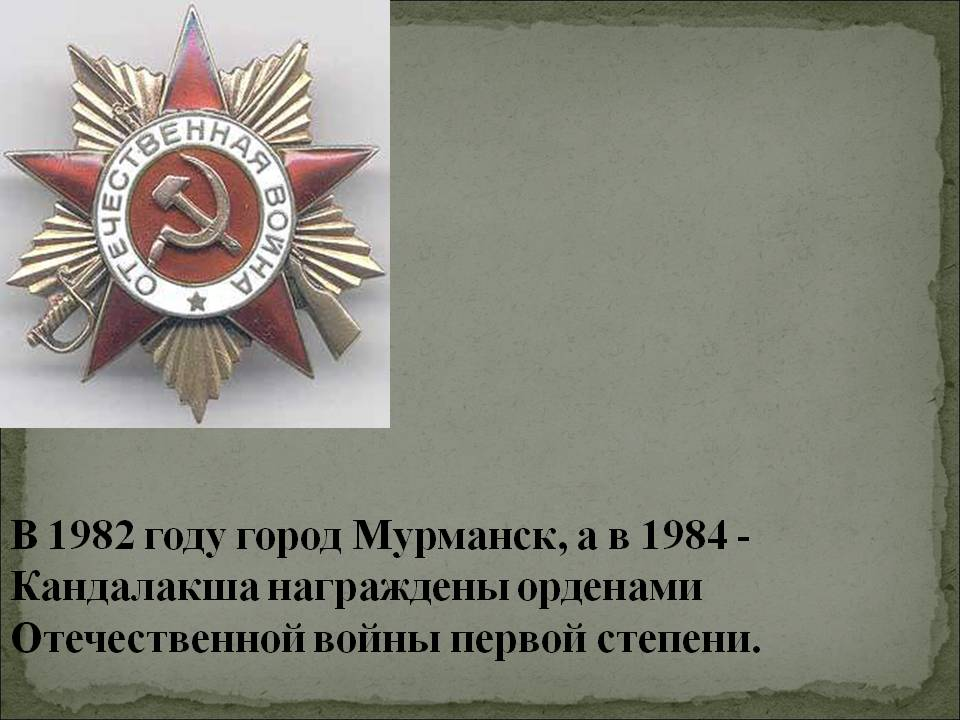 ОТЕЧЕСТВЕННАЯ ВОЙНА
В 1982 году город Мурманск, а в 1984 -
Кандалакша награждены орденами
Отечественной войны первой степени.